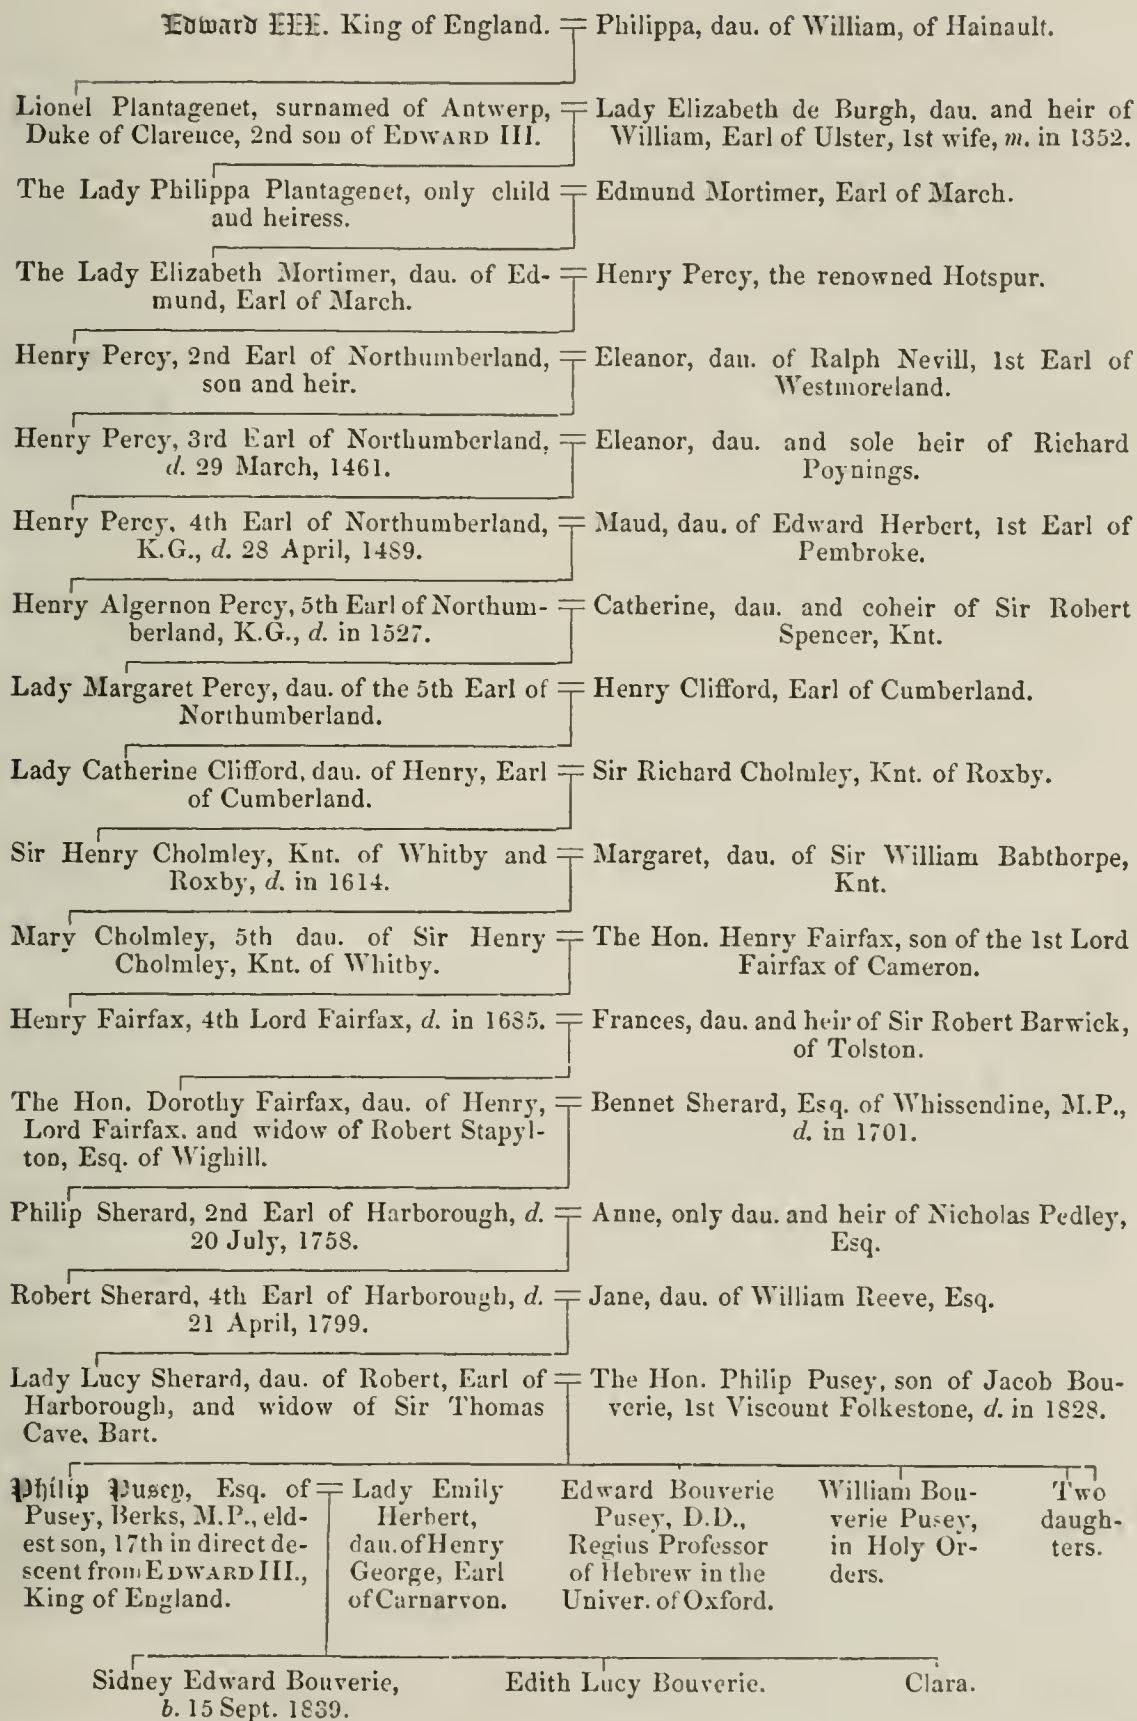 Edward III. King of England. = Philippa, dau. of William, of Hainault.
Lionel Plantagenet, surnamed of Antwerp,
Duke of Clarence, 2nd son of EDWARD III.
= Lady Elizabeth de Burgh, dau. and heir of
William, Earl of Ulster, 1st wife, m. in 1352.
The Lady Philippa Plantagenet, only child
and heiress.
= Edmund Mortimer, Earl of March.
The Lady Elizabeth Mortimer, dau. of Ed-
mund, Earl of March.
= Henry Percy, the renowned Hotspur.
Henry Percy, 2nd Earl of Northumberland,
son and heir.
= Eleanor, dau. of Ralph Nevill, 1st Earl of
Westmoreland.
Henry Percy, 3rd Earl of Northumberland,
d. 29 March, 1461.
= Eleanor, dau. and sole heir of Richard
Poynings.
Henry Percy, 4th Earl of Northumberland,
K.G., d. 28 April, 1489.
= Maud, dau. of Edward Herbert, 1st Earl of
Pembroke.
Henry Algernon Percy, 5th Earl of Northum-
berland, K.G., d. in 1527.
= Catherine, dau. and coheir of Sir Robert
Spencer, Knt.
Lady Margaret Percy, dau. of the 5th Earl of
Northumberland.
= Henry Clifford, Earl of Cumberland.
Lady Catherine Clifford, dau. of Henry, Earl
of Cumberland.
= Sir Richard Cholmley, Knt. of Roxby.
Sir Henry Cholmley, Knt. of Whitby and
Roxby, d. in 1614.
= Margaret, dau. of Sir William Babthorpe,
Knt.
Mary Cholmley, 5th dau. of Sir Henry
Cholmley, Knt. of Whitby.
= The Hon. Henry Fairfax, son of the 1st Lord
Fairfax of Cameron.
Henry Fairfax, 4th Lord Fairfax, d. in 1685.
= Frances, dau. and heir of Sir Robert Barwick,
of Tolston.
The Hon. Dorothy Fairfax, dau. of Henry,
Lord Fairfax, and widow of Robert Stapyl-
ton, Esq. of Wighill.
= Bennet Sherard, Esq. of Whissendine, M.P.,
d. in 1701.
Philip Sherard, 2nd Earl of Harborough, d.
20 July, 1758.
= Anne, only dau. and heir of Nicholas Pedley,
Esq.
Robert Sherard, 4th Earl of Harborough, d.
21 April, 1799.
= Jane, dau. of William Reeve, Esq.
Lady Lucy Sherard, dau. of Robert, Earl of
Harborough, and widow of Sir Thomas
Cave, Bart.
= The Hon. Philip Pusey, son of Jacob Bou-
verie, 1st Viscount Folkestone, d. in 1828.
Philip Pusey, Esq. of
Pusey, Berks, M.P., eld-
est son, 17th in direct de-
scent from EDWARD III.,
King of England.
= Lady Emily
Herbert,
dau. of Henry
George, Earl
of Carnarvon.
Edward Bouverie
Pusey, D.D.,
Regius Professor
of Hebrew in the
Univer. of Oxford.
William Bou-
verie Pusey,
in Holy Or-
ders.
Two
daugh-
ters.
Sidney Edward Bouverie,
b. 15 Sept. 1839.
Edith Lucy Bouverie.
Clara.